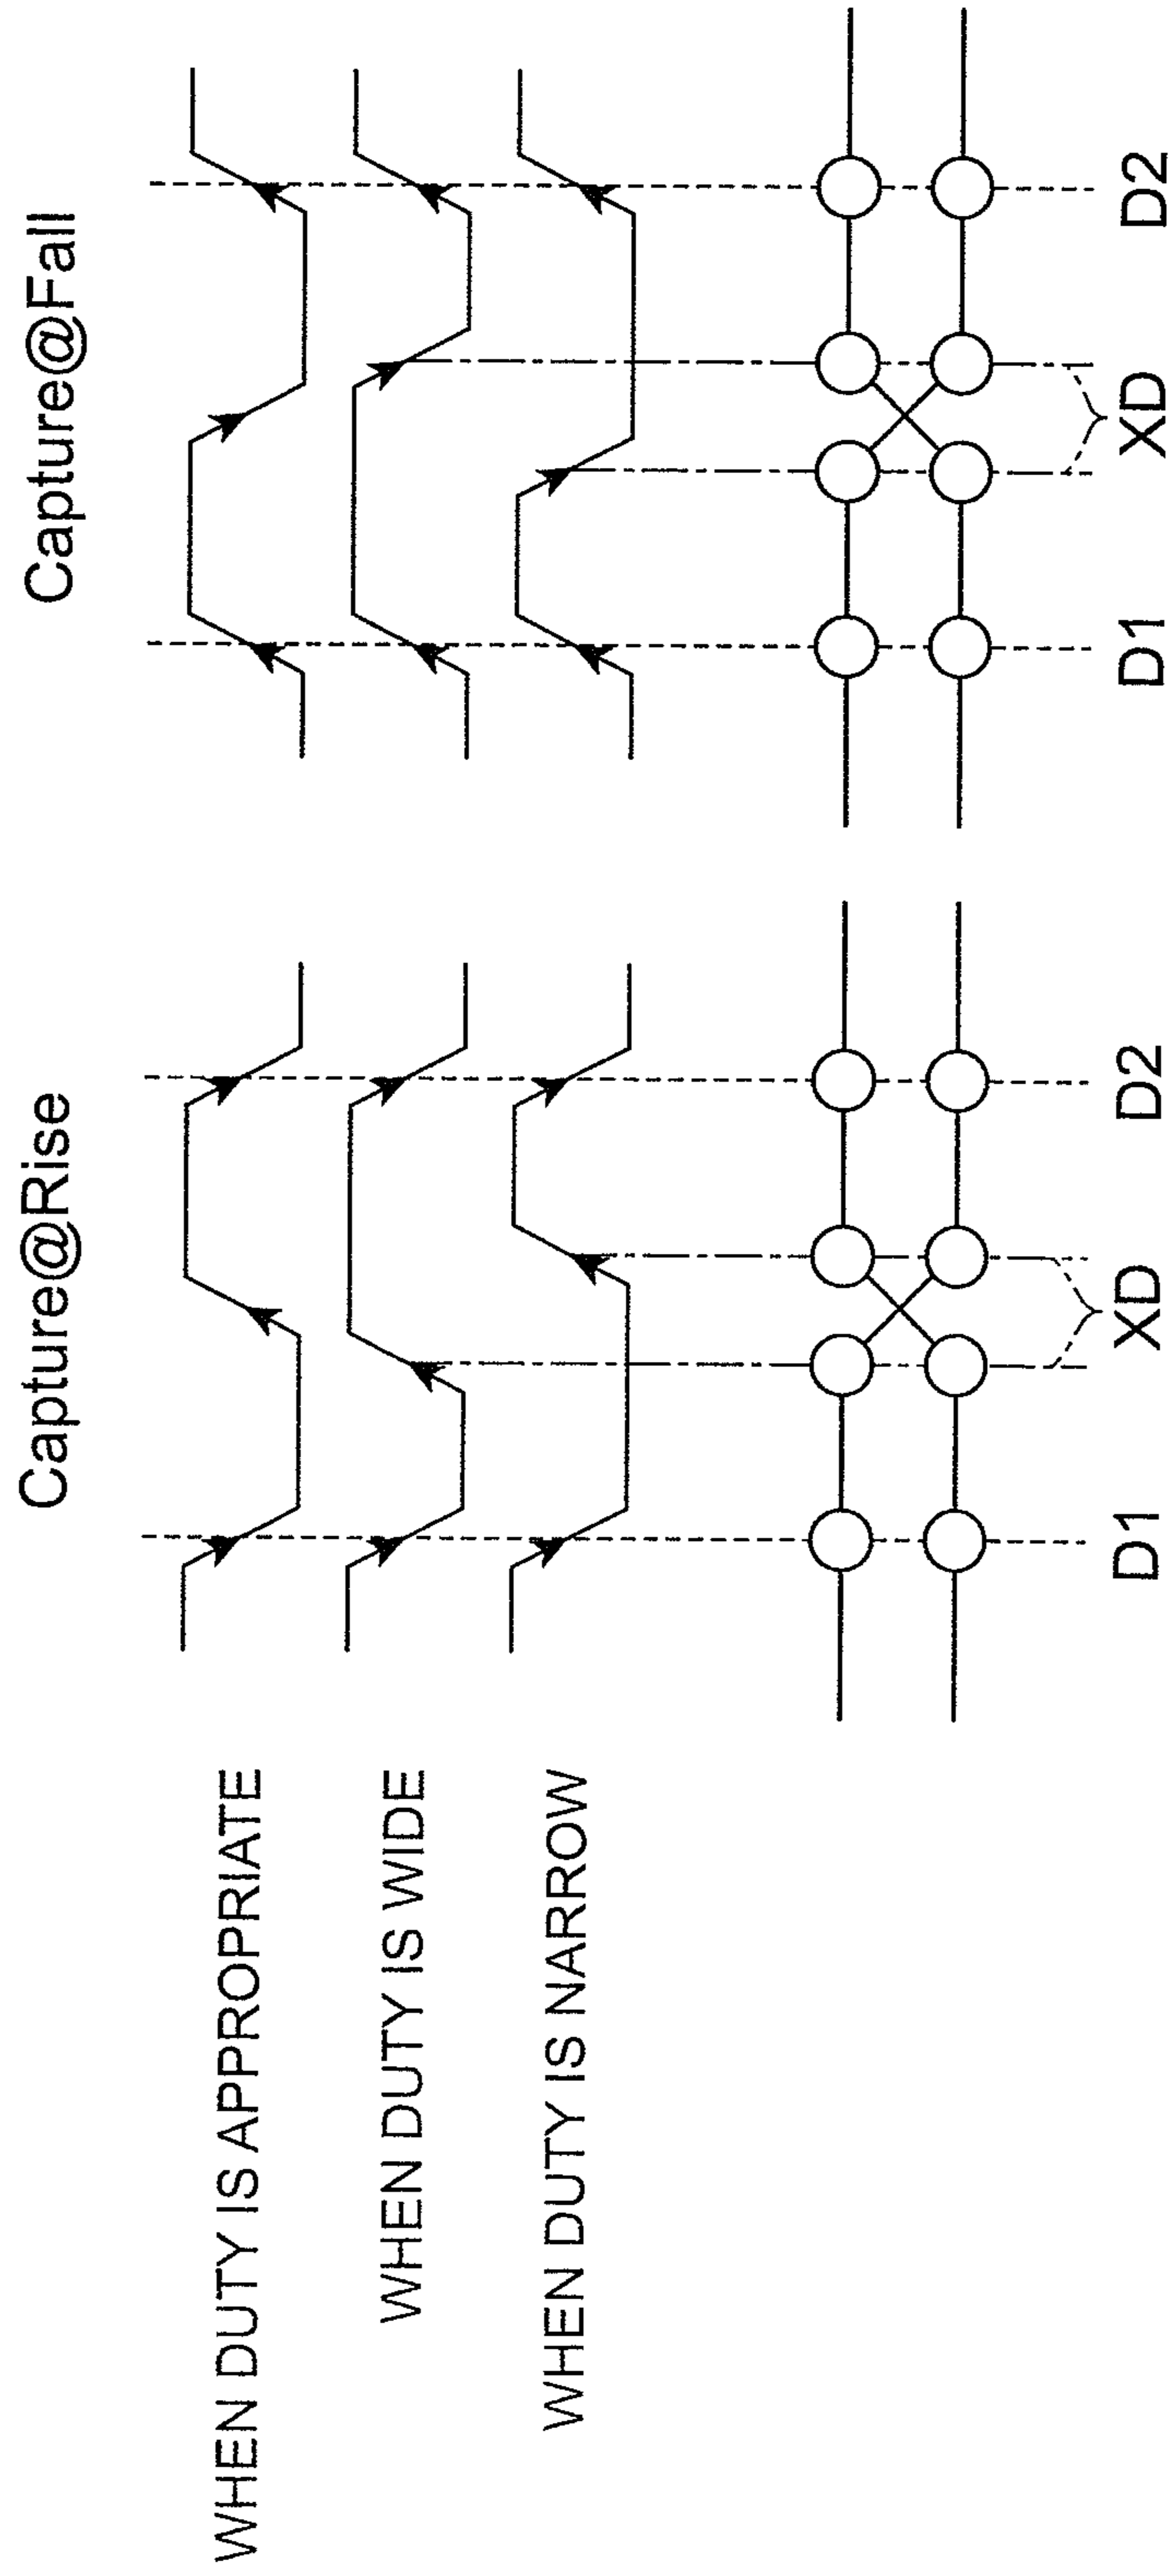 Capture@Rise
Capture@Fall
WHEN DUTY IS APPROPRIATE
WHEN DUTY IS WIDE
WHEN DUTY IS NARROW
D1
XD
D2
D1
XD
D2